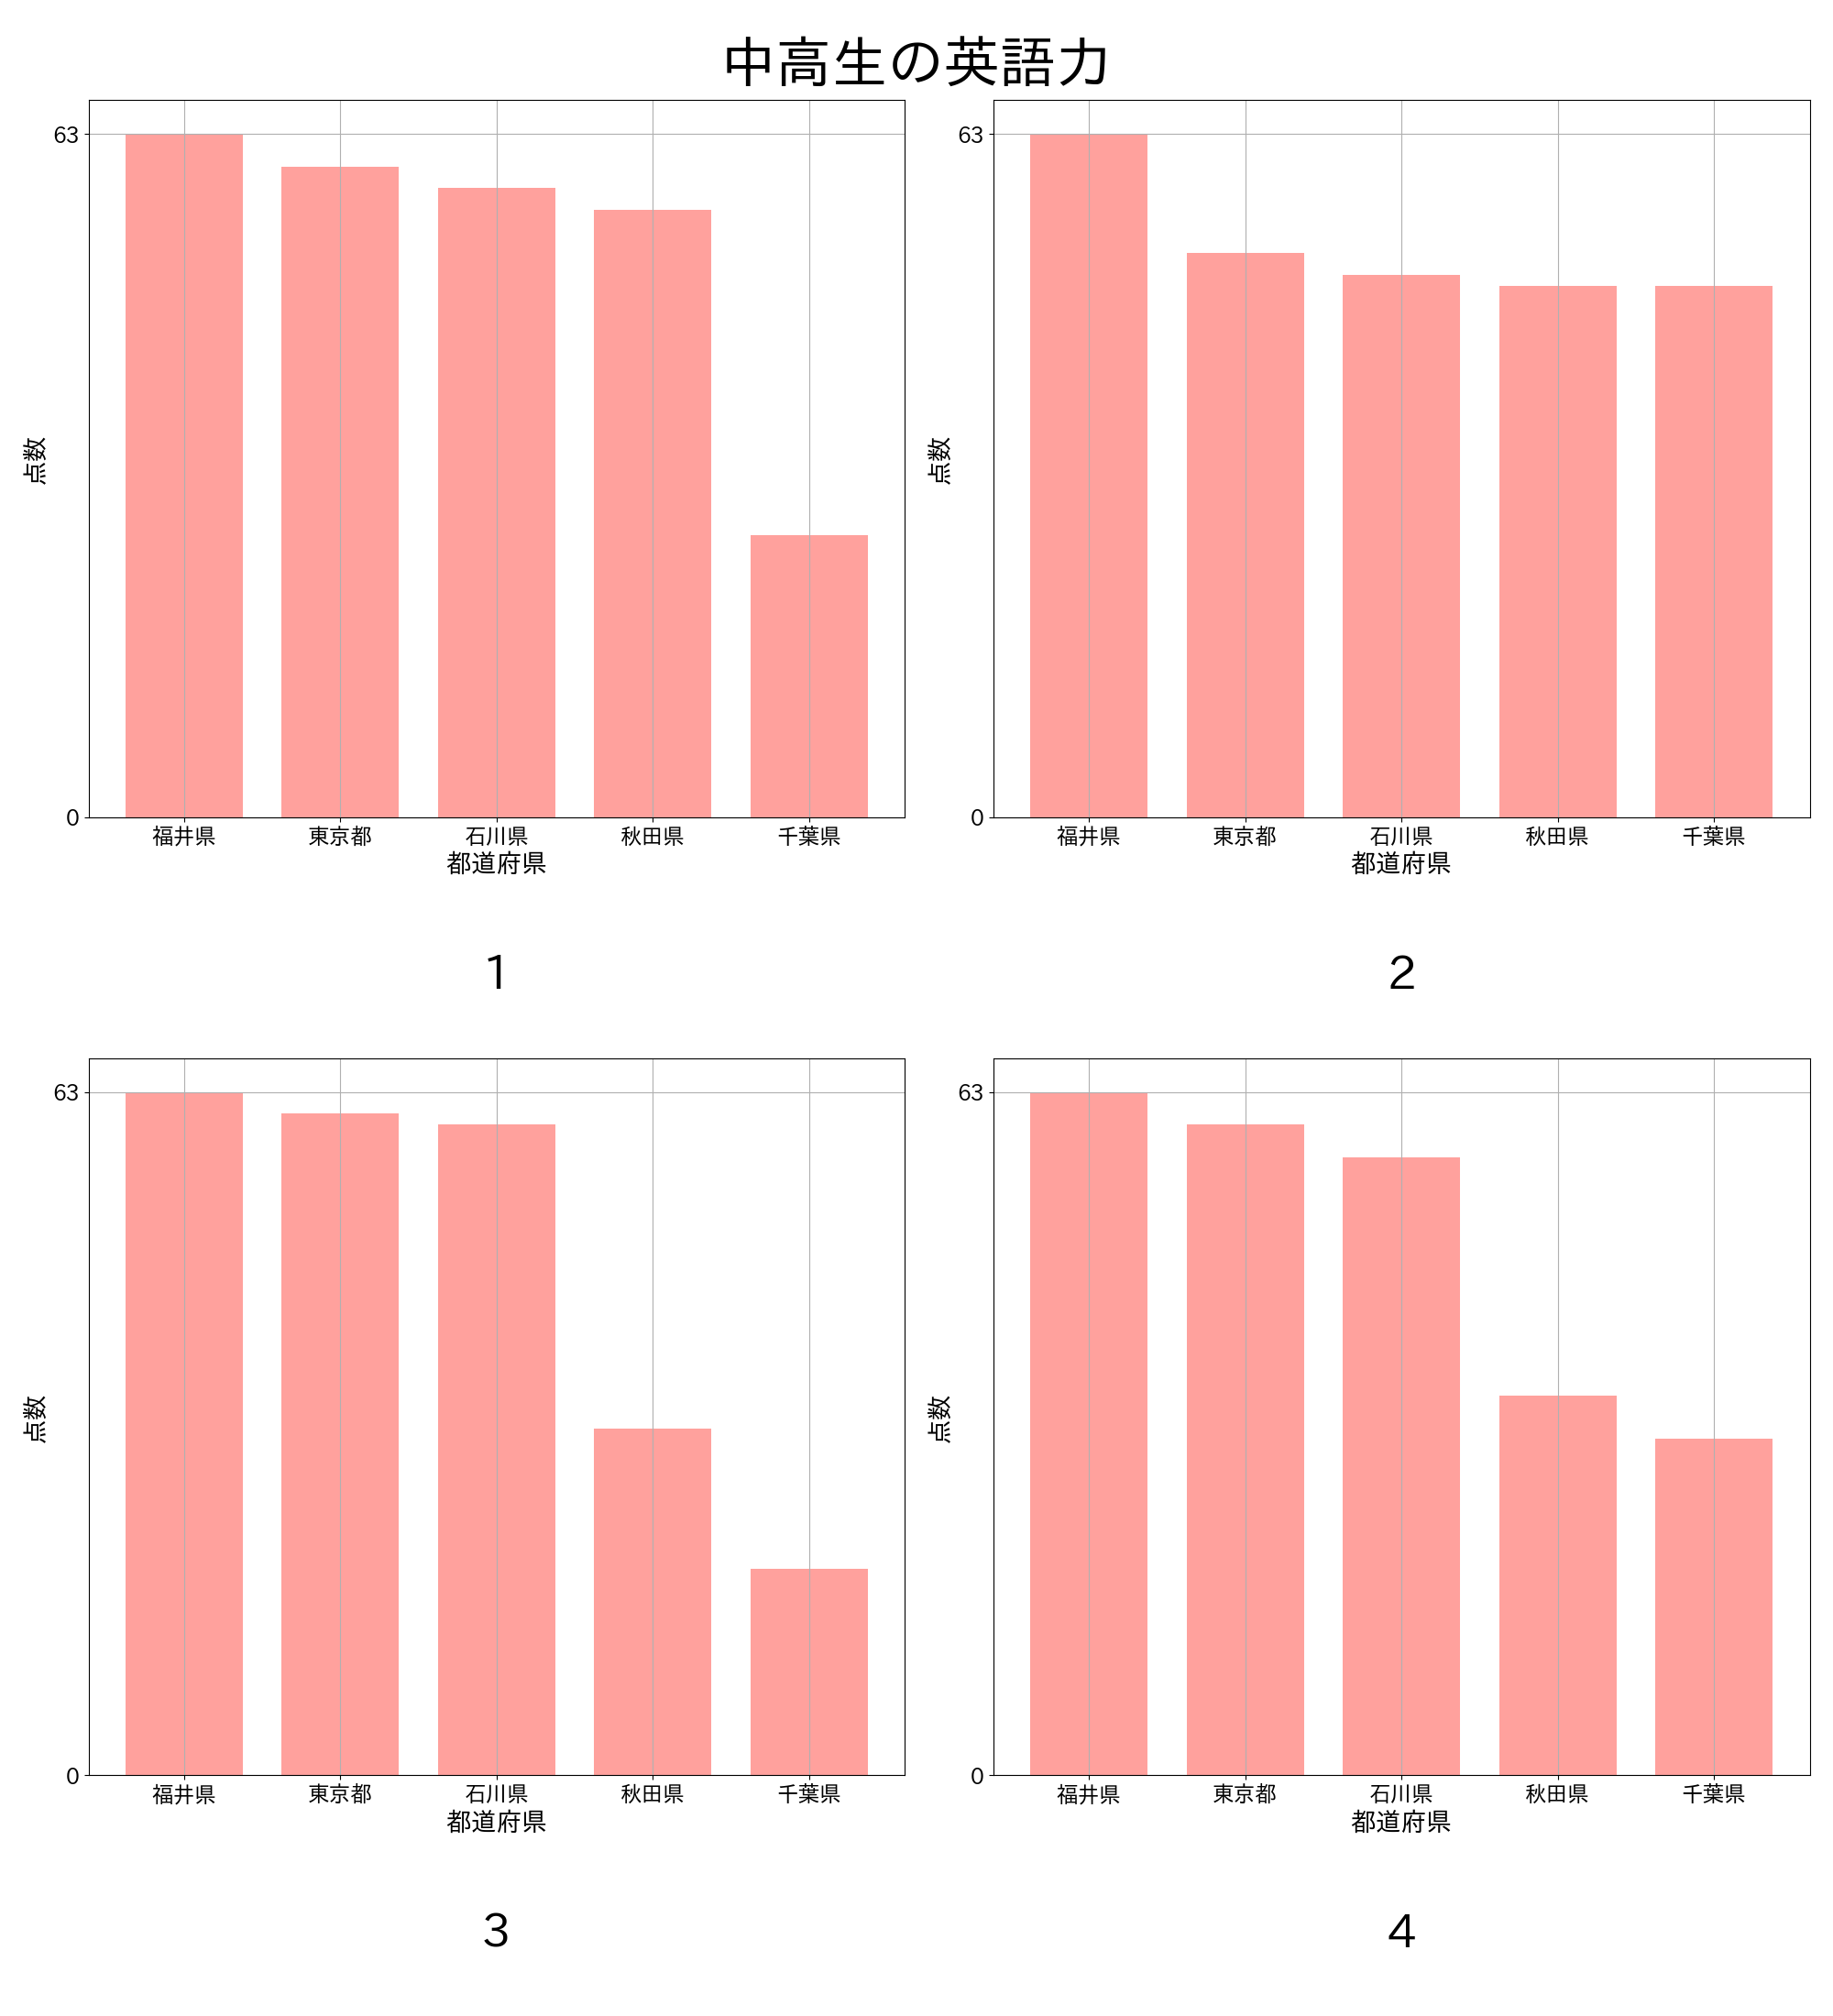 中高生の英語力
63
0
点数
福井県 東京都 石川県 秋田県 千葉県
都道府県
1
63
0
点数
福井県 東京都 石川県 秋田県 千葉県
都道府県
2
63
0
点数
福井県 東京都 石川県 秋田県 千葉県
都道府県
3
63
0
点数
福井県 東京都 石川県 秋田県 千葉県
都道府県
4